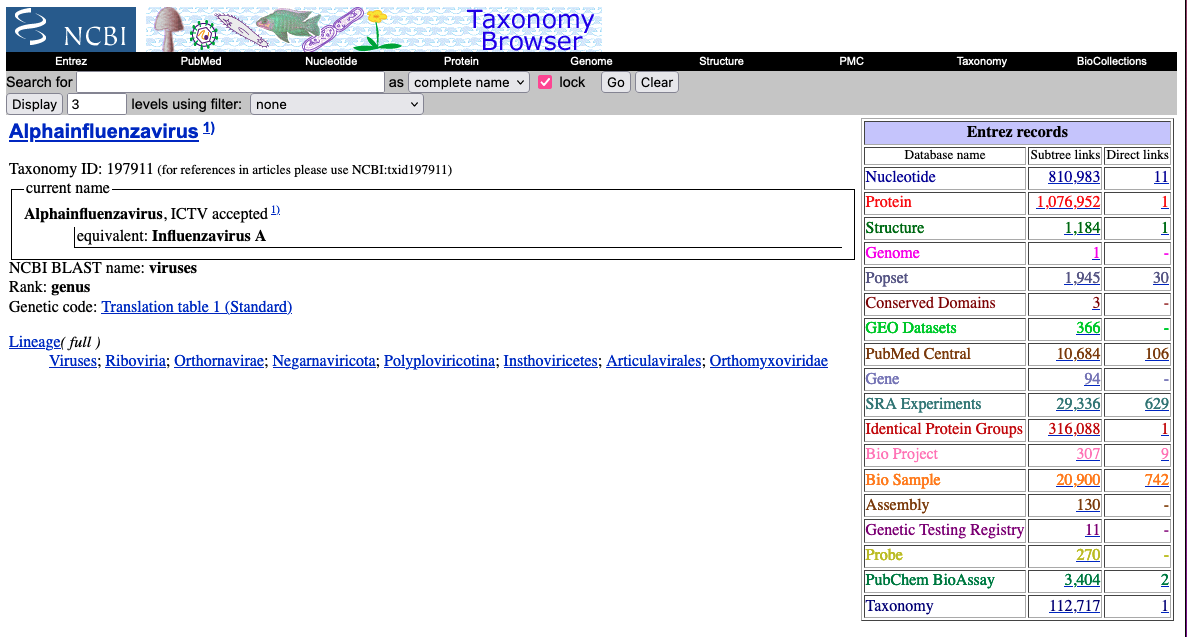 NCBI
Taxonomy
Browser
Entrez PubMed Nucleotide Protein Genome Structure PMC Taxonomy BioCollections
Search for as complete name lock Go Clear
Display 3 levels using filter: none
Alphainfluenzavirus 1)
Taxonomy ID: 197911 (for references in articles please use NCBI:txid197911)
current name
Alphainfluenzavirus, ICTV accepted 1)
equivalent: Influenzavirus A
NCBI BLAST name: viruses
Rank: genus
Genetic code: Translation table 1 (Standard)
Lineage( full )
Viruses; Riboviria; Orthornavirae; Negarnaviricota; Polyploviricotina; Insthoviricetes; Articulavirales; Orthomyxoviridae
Entrez records
Database name Subtree links Direct links
Nucleotide 810,983 11
Protein 1,076,952 1
Structure 1,184 1
Genome 1 -
Popset 1,945 30
Conserved Domains 3 -
GEO Datasets 366 -
PubMed Central 10,684 106
Gene 94 -
SRA Experiments 29,336 629
Identical Protein Groups 316,088 1
Bio Project 307 9
Bio Sample 20,900 742
Assembly 130 -
Genetic Testing Registry 11 -
Probe 270 -
PubChem BioAssay 3,404 2
Taxonomy 112,717 1